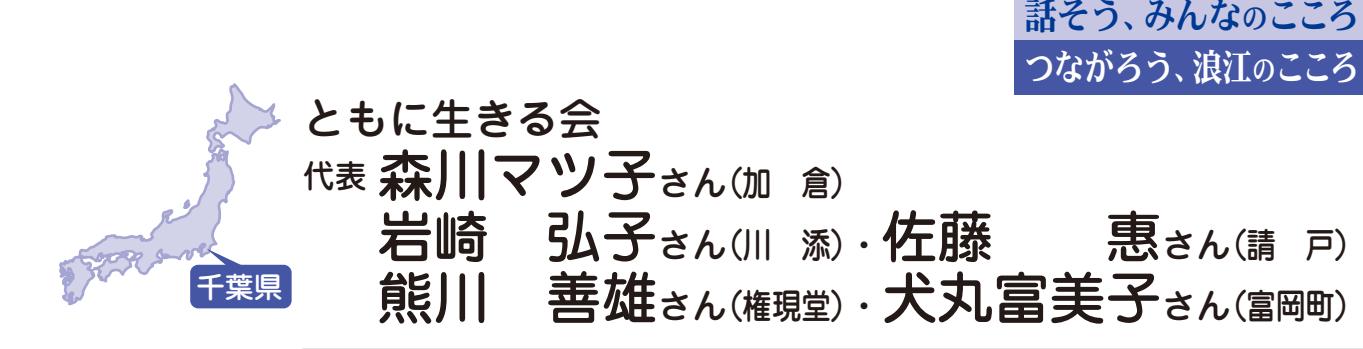 話そう、みんなのこころ
つながろう、浪江のこころ
ともに生きる会
代表 森川マツ子さん(加 倉)
岩崎 弘子さん(川 添)・佐藤 惠さん(請 戸)
熊川 善雄さん(権現堂)・犬丸富美子さん(富岡町)
千葉県